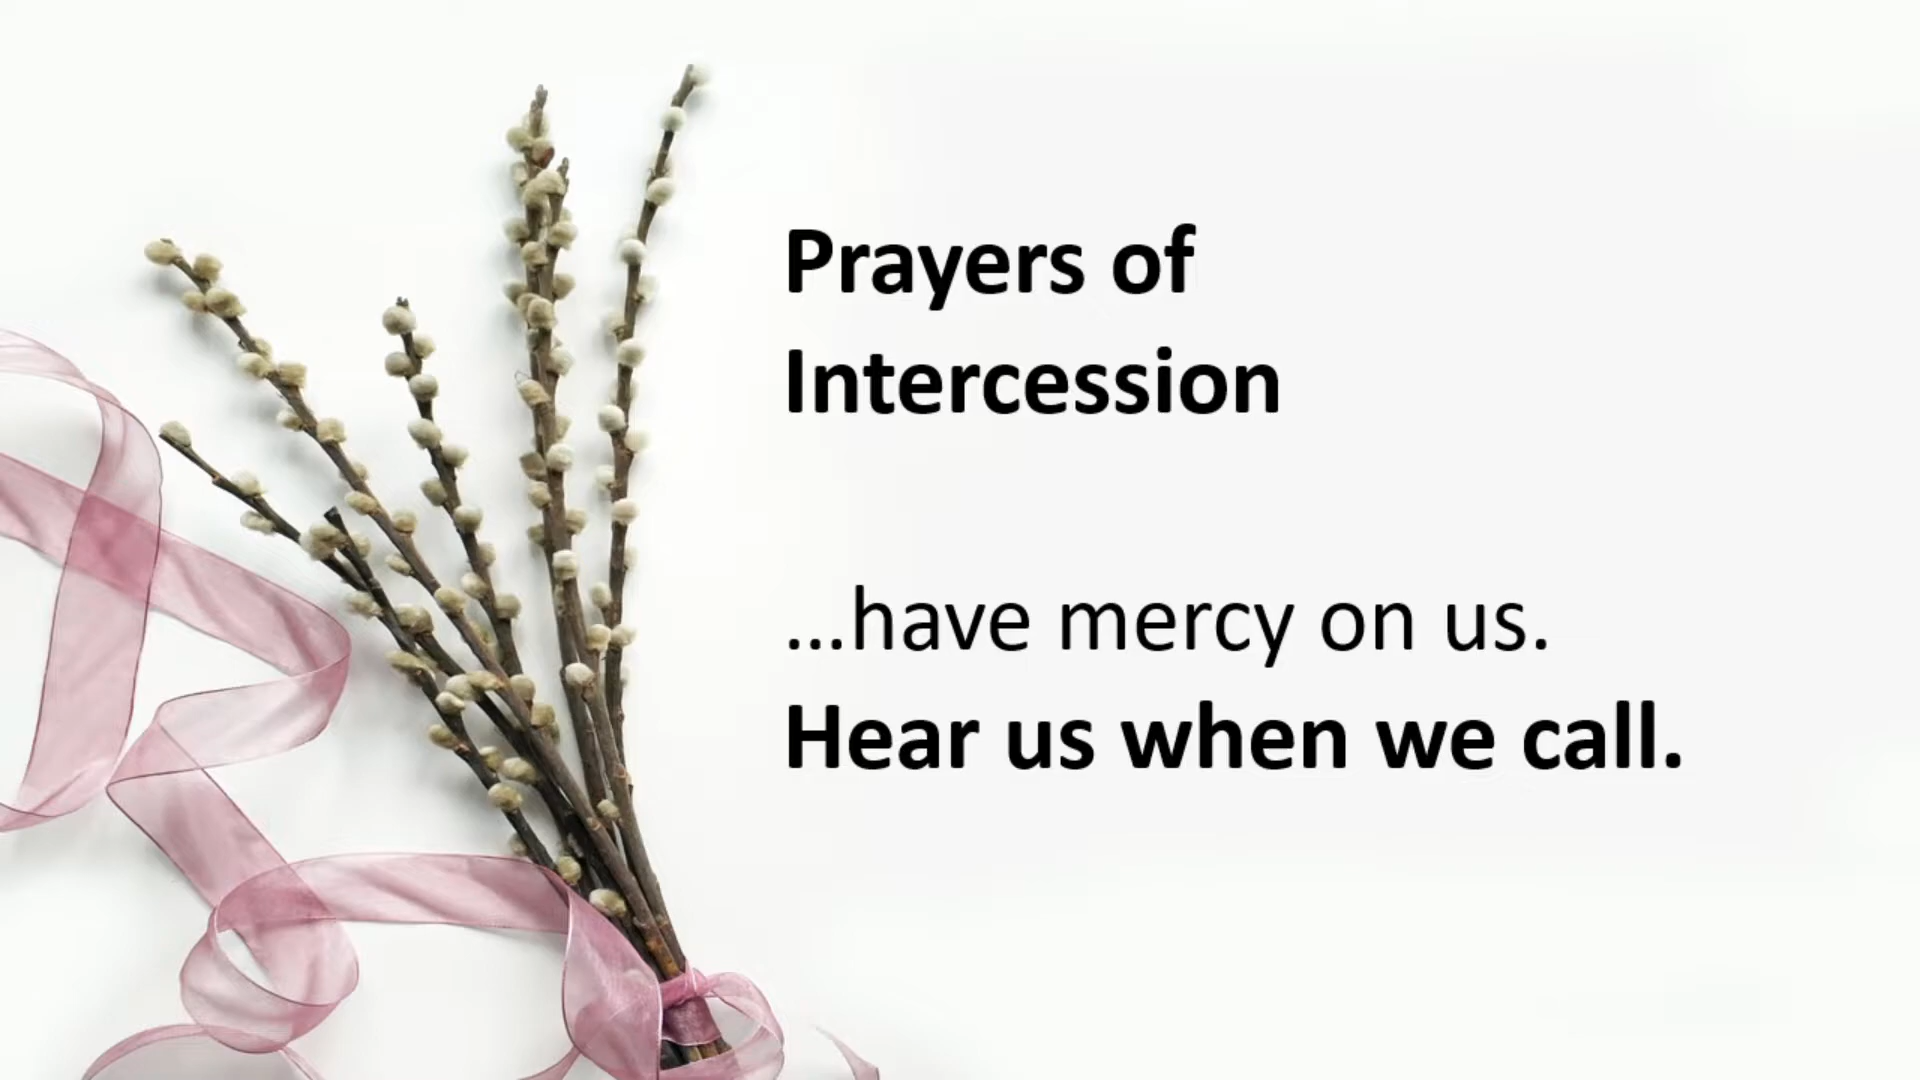 Prayers of
Intercession
…have mercy on us.
Hear us when we call.